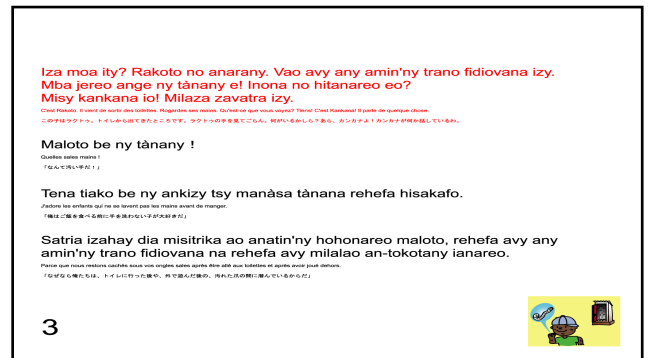 Iza moa ity? Rakoto no anarany. Vao avy any amin'ny trano fidiovana izy.
Mba jereo ange ny tànany e! Inona no hitanareo eo?
Misy kankana io! Milaza zavatra izy.
C'est Rakoto. Il vient de sortir des toilettes. Rogardes ses mains. Qu'est-ce que vous voyez? Tiens! C'est Kankana! Il parle de quelque chose.
この子はラクトゥ。トイレから出てきたところです。ラクトゥの手を見てごらん。何がいるかしら？あら、カンカナよ！カンカナが何か話しているわ。
Maloto be ny tànany !
Quelles sales mains !
「なんて汚い手だ！」
Tena tiako be ny ankizy tsy manàsa tànana rehefa hisakafo.
J'adore les enfants qui ne se lavent pas les mains avant de manger.
「俺はご飯を食べる前に手を洗わない子が大好きだ」
Satria izahay dia misitrika ao anatin'ny hohonareo maloto, rehefa avy any
amin'ny trano fidiovana na rehefa avy milalao an-tokotany ianareo.
Parce que nous restons cachés sous vos ongles sales après être allé aux toilettes et après avoir joué dehors.
「なぜなら俺たちは、トイレに行った後や、外で遊んだ後の、汚れた爪の間に潜んでいるからだ」
3